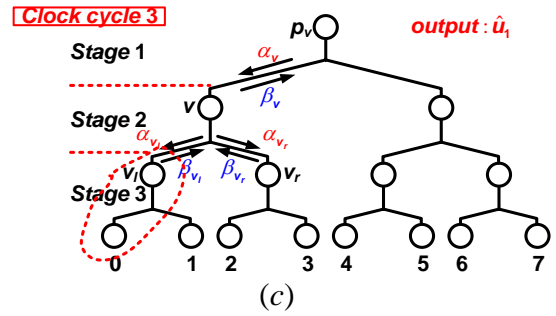 Clock cycle 3
p_v
output : û₁
Stage 1
α_v
β_v
v
Stage 2
α_{v_l}
α_{v_r}
v_l
β_{v_l}
β_{v_r}
v_r
Stage 3
0 1 2 3 4 5 6 7
(c)